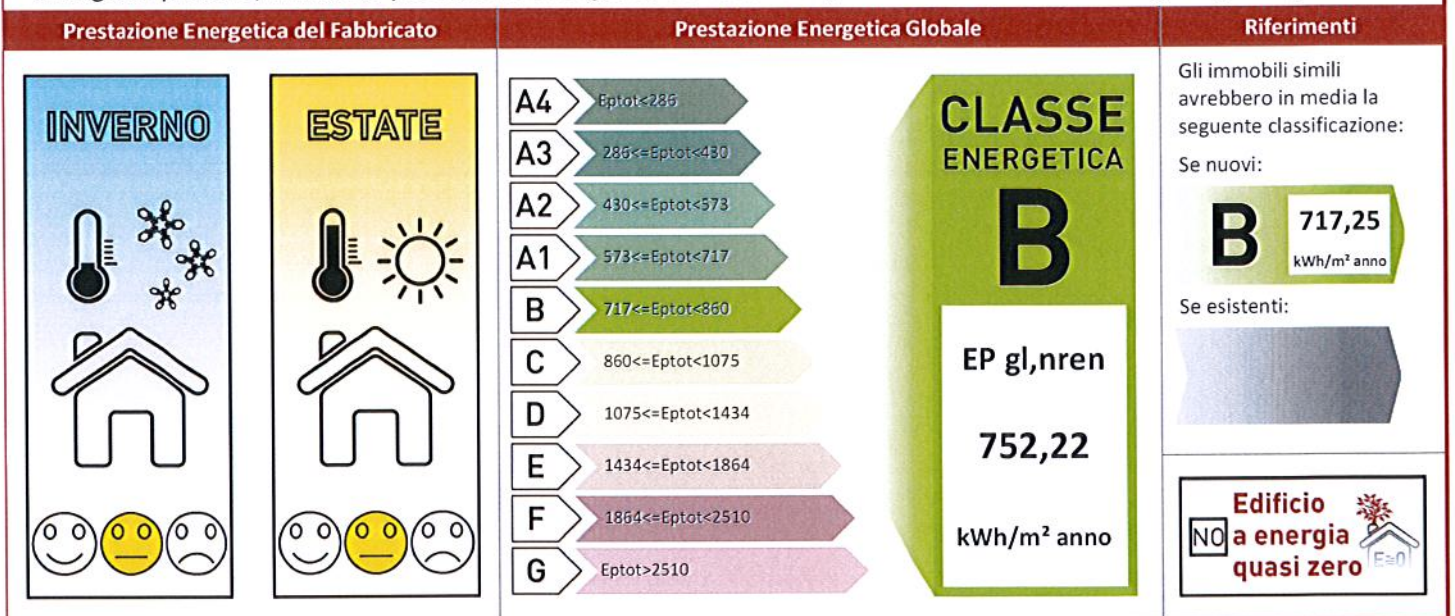 Prestazione Energetica del Fabbricato
Prestazione Energetica Globale
Riferimenti
INVERNO
ESTATE
A4 Eptot<286
A3 286<=Eptot<430
A2 430<=Eptot<573
A1 573<=Eptot<717
B 717<=Eptot<860
C 860<=Eptot<1075
D 1075<=Eptot<1434
E 1434<=Eptot<1864
F 1864<=Eptot<2510
G Eptot>2510
CLASSE
ENERGETICA
B
EP gl,nren
752,22
kWh/m² anno
Gli immobili simili
avrebbero in media la
seguente classificazione:
Se nuovi:
B 717,25
kWh/m² anno
Se esistenti:
Edificio
NO a energia
quasi zero E≅0